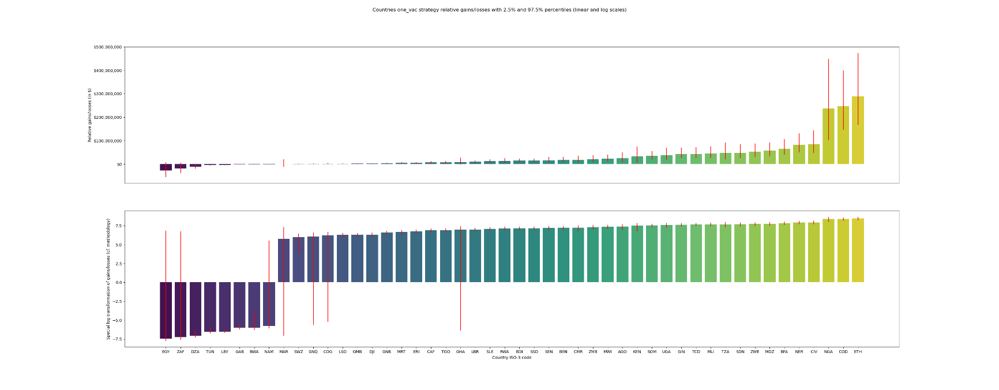 Countries one_vac strategy relative gains/losses with 2.5% and 97.5% percentiles (linear and log scales)
Relative gains/losses (in $)
$500,000,000
$400,000,000
$300,000,000
$200,000,000
$100,000,000
$0
Special log transformation of gains/losses (cf. methodology)
7.5
5.0
2.5
0.0
−2.5
−5.0
−7.5
EGY ZAF DZA TUN LBY GAB BWA NAM MAR SWZ GNQ COG LSO GMB DJI GNB MRT ERI CAF TGO GHA LBR SLE RWA BDI SSD SEN BEN CMR ZMB MWI AGO KEN SOM UGA GIN TCD MLI TZA SDN ZWE MOZ BFA NER CIV NGA COD ETH
Country ISO-3 code